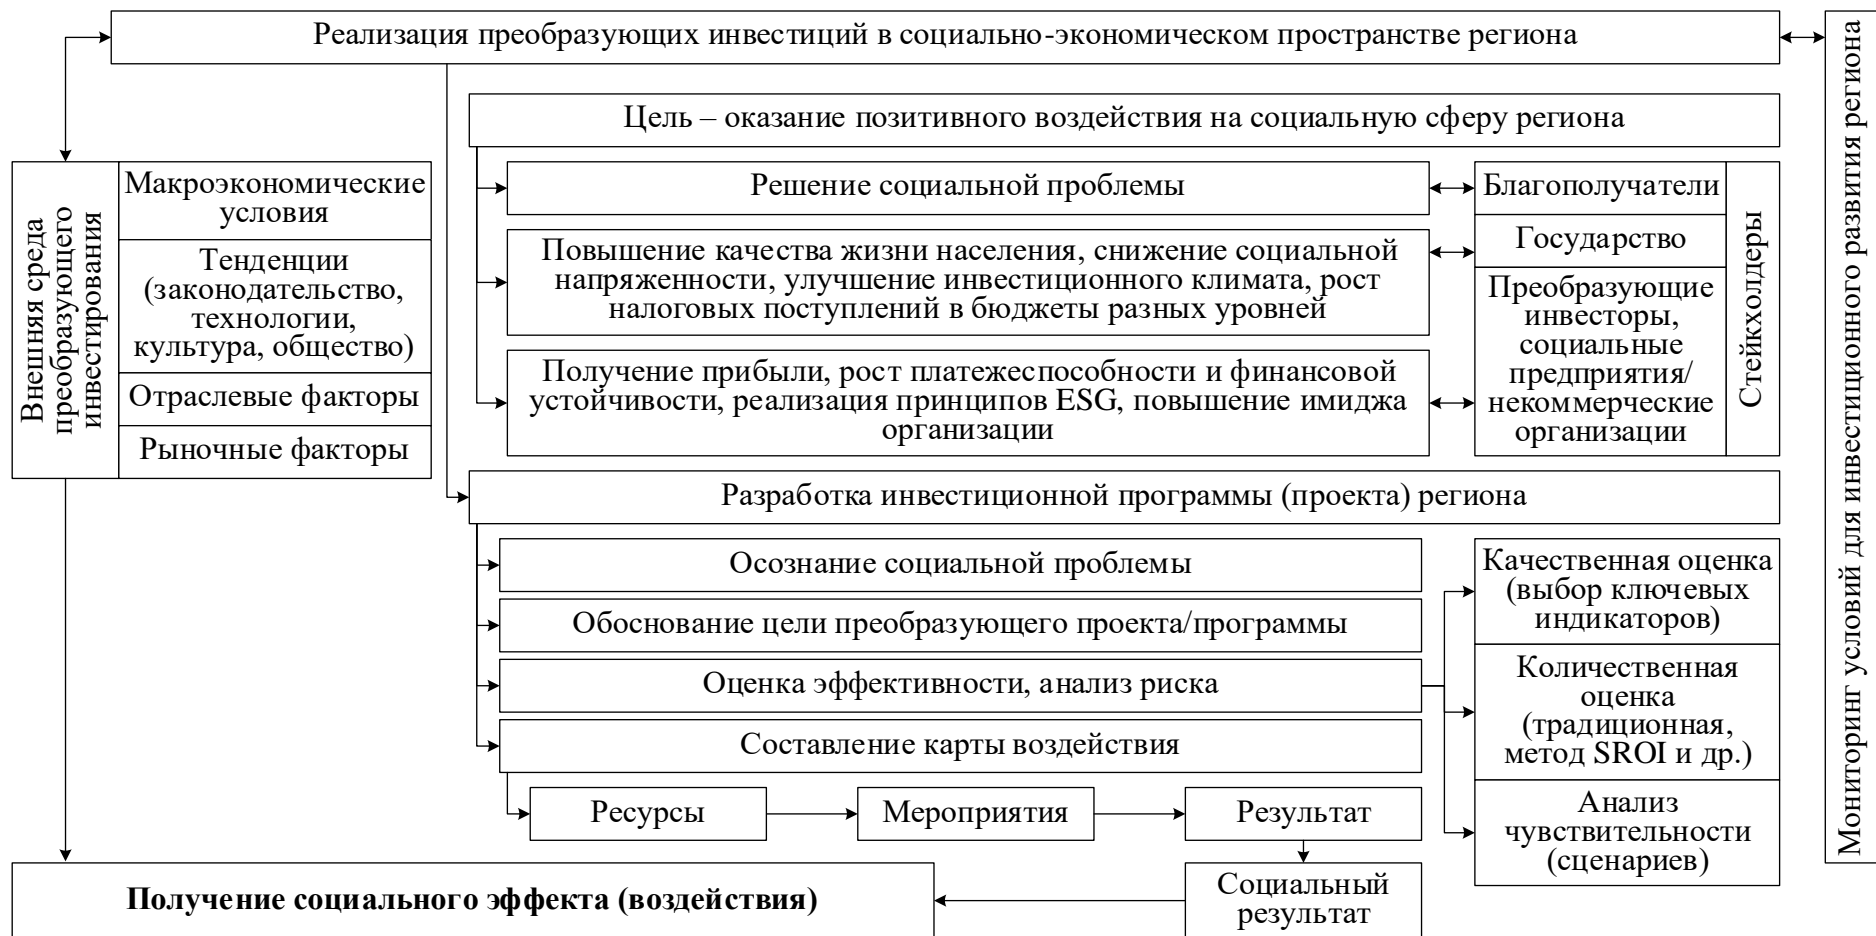 Реализация преобразующих инвестиций в социально-экономическом пространстве региона
Мониторинг условий для инвестиционного развития региона
Цель – оказание позитивного воздействия на социальную сферу региона
Внешняя среда
преобразующего
инвестирования
Макроэкономические
условия
Тенденции
(законодательство,
технологии,
культура, общество)
Отраслевые факторы
Рыночные факторы
Решение социальной проблемы
Повышение качества жизни населения, снижение социальной
напряженности, улучшение инвестиционного климата, рост
налоговых поступлений в бюджеты разных уровней
Получение прибыли, рост платежеспособности и финансовой
устойчивости, реализация принципов ESG, повышение имиджа
организации
Благополучатели
Государство
Преобразующие
инвесторы,
социальные
предприятия/
некоммерческие
организации
Стейкхолдеры
Разработка инвестиционной программы (проекта) региона
Осознание социальной проблемы
Обоснование цели преобразующего проекта/программы
Оценка эффективности, анализ риска
Составление карты воздействия
Качественная оценка
(выбор ключевых
индикаторов)
Количественная
оценка
(традиционная,
метод SROI и др.)
Анализ
чувствительности
(сценариев)
Ресурсы
Мероприятия
Результат
Социальный
результат
Получение социального эффекта (воздействия)